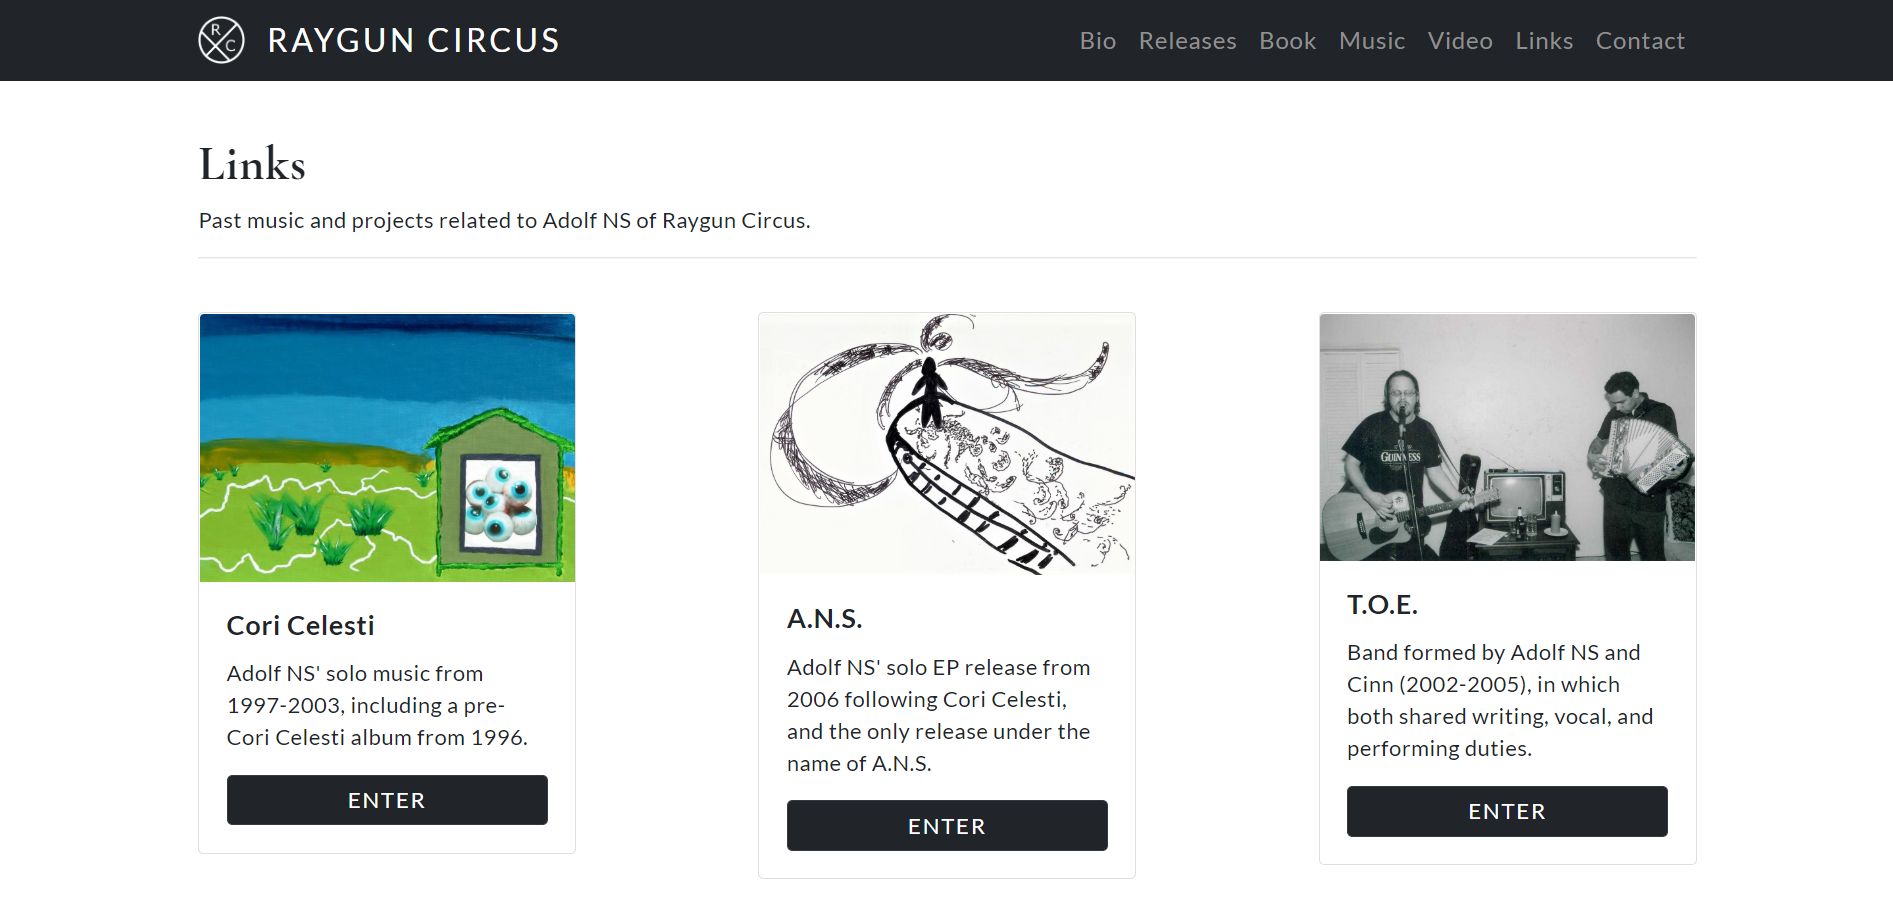 R
C
RAYGUN CIRCUS
Bio Releases Book Music Video Links Contact
Links
Past music and projects related to Adolf NS of Raygun Circus.
Cori Celesti
Adolf NS' solo music from
1997-2003, including a pre-
Cori Celesti album from 1996.
ENTER
A.N.S.
Adolf NS' solo EP release from
2006 following Cori Celesti,
and the only release under the
name of A.N.S.
ENTER
GUINNESS
T.O.E.
Band formed by Adolf NS and
Cinn (2002-2005), in which
both shared writing, vocal, and
performing duties.
ENTER